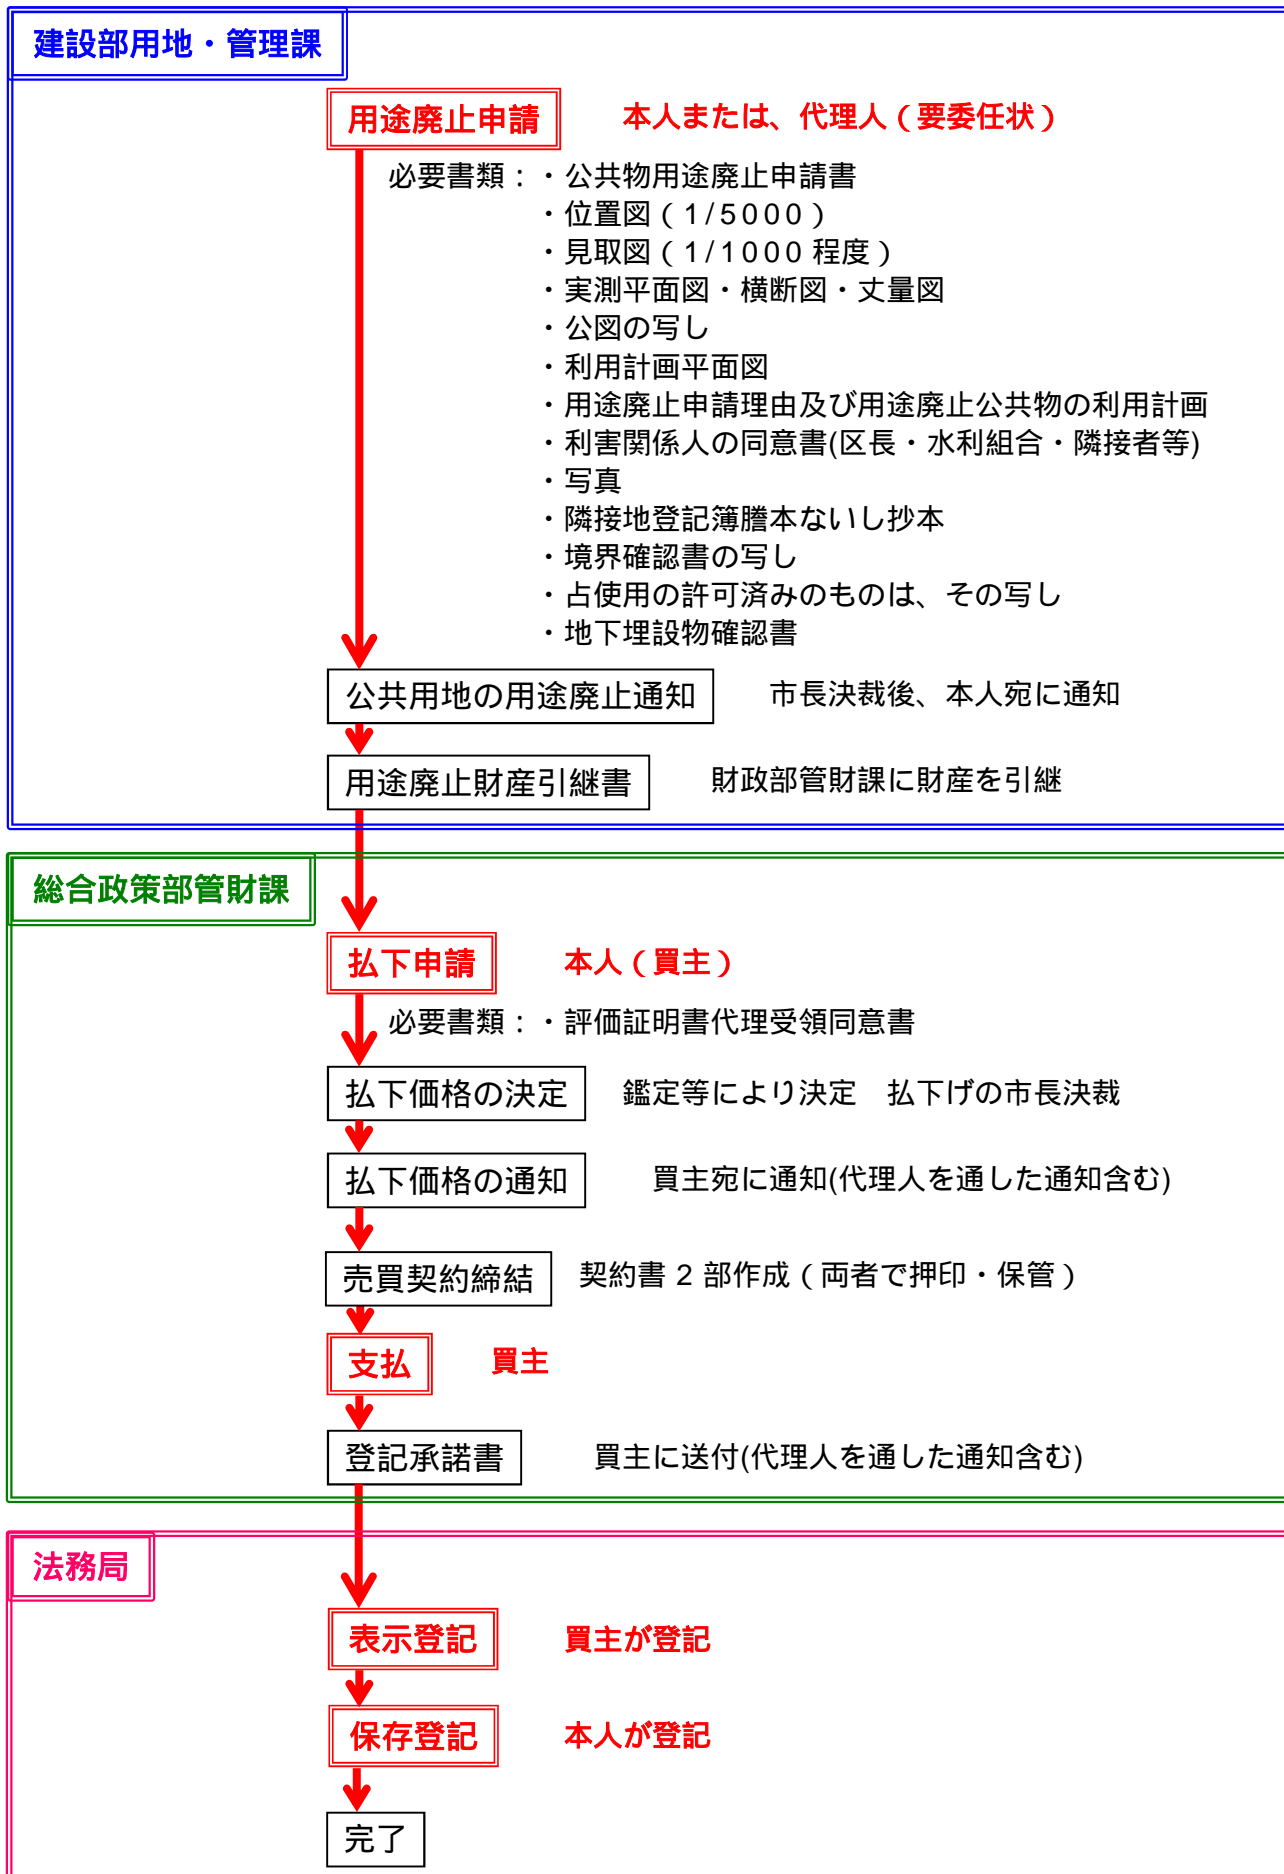 建設部用地・管理課
用途廃止申請　本人または、代理人（要委任状）
必要書類：・公共物用途廃止申請書
・位置図（1/5000）
・見取図（1/1000程度）
・実測平面図・横断図・丈量図
・公図の写し
・利用計画平面図
・用途廃止申請理由及び用途廃止公共物の利用計画
・利害関係人の同意書(区長・水利組合・隣接者等)
・写真
・隣接地登記簿謄本ないし抄本
・境界確認書の写し
・占使用の許可済みのものは、その写し
・地下埋設物確認書
公共用地の用途廃止通知　市長決裁後、本人宛に通知
用途廃止財産引継書　財政部管財課に財産を引継
総合政策部管財課
払下申請　本人（買主）
必要書類：・評価証明書代理受領同意書
払下価格の決定　鑑定等により決定　払下げの市長決裁
払下価格の通知　買主宛に通知(代理人を通した通知含む)
売買契約締結　契約書２部作成（両者で押印・保管）
支払　買主
登記承諾書　買主に送付(代理人を通した通知含む)
法務局
表示登記　買主が登記
保存登記　本人が登記
完了